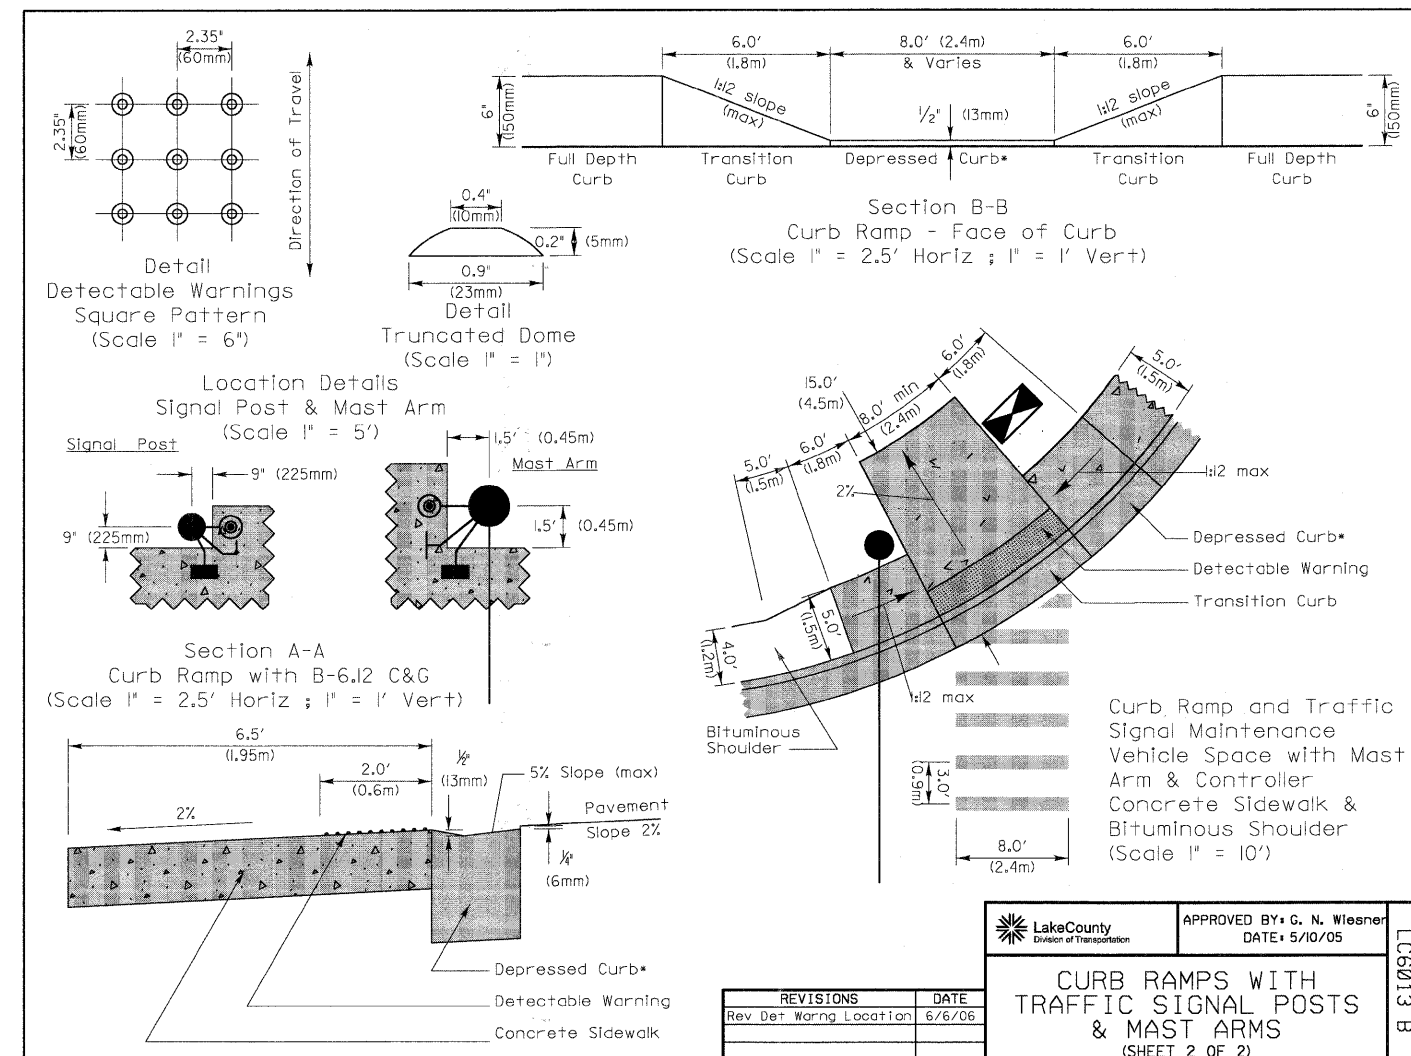 2.35"
(60mm)
2.35"
(60mm)
Direction of Travel
Detail
Detectable Warnings
Square Pattern
(Scale 1" = 6")
0.4"
(10mm)
0.2" (5mm)
0.9"
(23mm)
Detail
Truncated Dome
(Scale 1" = 1")
6.0'
(1.8m)
8.0' (2.4m)
& Varies
6.0'
(1.8m)
6"
(150mm)
1:12 slope
(max)
1/2" (13mm)
1:12 slope
(max)
6"
(150mm)
Full Depth
Curb
Transition
Curb
Depressed Curb*
Transition
Curb
Full Depth
Curb
Section B-B
Curb Ramp - Face of Curb
(Scale 1" = 2.5' Horiz ; 1" = 1' Vert)
Location Details
Signal Post & Mast Arm
(Scale 1" = 5')
Signal Post
9" (225mm)
9" (225mm)
1.5' (0.45m)
Mast Arm
1.5' (0.45m)
Section A-A
Curb Ramp with B-6.12 C&G
(Scale 1" = 2.5' Horiz ; 1" = 1' Vert)
6.5'
(1.95m)
2.0'
(0.6m)
1/2"
(13mm)
5% Slope (max)
Pavement
Slope 2%
2%
1/4"
(6mm)
Depressed Curb*
Detectable Warning
Concrete Sidewalk
5.0'
(1.5m)
6.0'
(1.8m)
15.0'
(4.5m)
8.0' min
(2.4m)
6.0'
(1.8m)
5.0'
(1.5m)
2%
1:12 max
Depressed Curb*
Detectable Warning
Transition Curb
5.0'
(1.5m)
4.0'
(1.2m)
1:12 max
Bituminous
Shoulder
3.0'
(0.9m)
8.0'
(2.4m)
Curb Ramp and Traffic
Signal Maintenance
Vehicle Space with Mast
Arm & Controller
Concrete Sidewalk &
Bituminous Shoulder
(Scale 1" = 10')
LakeCounty
Division of Transportation
APPROVED BY: G. N. Wiesner
DATE: 5/10/05
CURB RAMPS WITH
TRAFFIC SIGNAL POSTS
& MAST ARMS
(SHEET 2 OF 2)
LC6013 B
REVISIONS DATE
Rev Det Warng Location 6/6/06